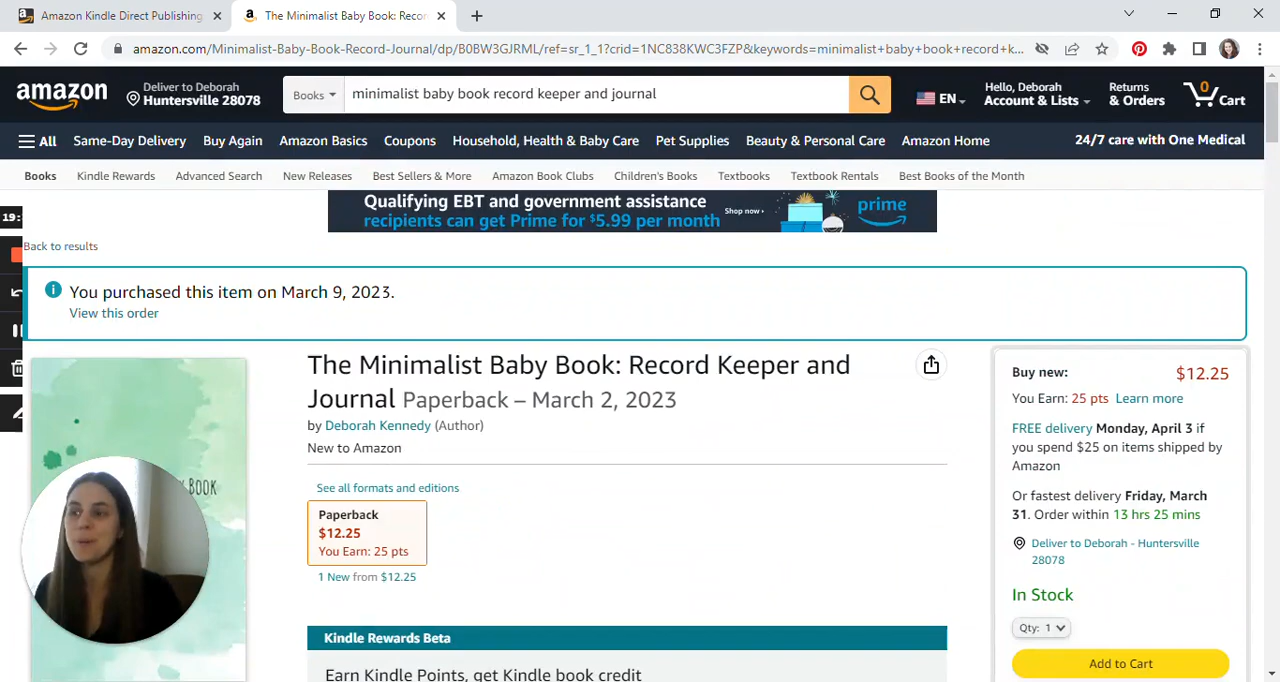 Amazon Kindle Direct Publishing
The Minimalist Baby Book: Recor
amazon.com/Minimalist-Baby-Book-Record-Journal/dp/B0BW3GJRML/ref=sr_1_1?crid=1NC838KWC3FZP&keywords=minimalist+baby+book+record+k...
amazon
Deliver to Deborah
Huntersville 28078
Books
minimalist baby book record keeper and journal
EN
Hello, Deborah
Account & Lists
Returns
& Orders
0
Cart
All
Same-Day Delivery
Buy Again
Amazon Basics
Coupons
Household, Health & Baby Care
Pet Supplies
Beauty & Personal Care
Amazon Home
24/7 care with One Medical
Books
Kindle Rewards
Advanced Search
New Releases
Best Sellers & More
Amazon Book Clubs
Children's Books
Textbooks
Textbook Rentals
Best Books of the Month
Qualifying EBT and government assistance
recipients can get Prime for $5.99 per month
Shop now
prime
19:
Back to results
You purchased this item on March 9, 2023.
View this order
The Minimalist Baby Book: Record Keeper and
Journal Paperback – March 2, 2023
by Deborah Kennedy (Author)
New to Amazon
See all formats and editions
Paperback
$12.25
You Earn: 25 pts
1 New from $12.25
Kindle Rewards Beta
Earn Kindle Points, get Kindle book credit
Book
Buy new:
$12.25
You Earn: 25 pts Learn more
FREE delivery Monday, April 3 if
you spend $25 on items shipped by
Amazon
Or fastest delivery Friday, March
31. Order within 13 hrs 25 mins
Deliver to Deborah - Huntersville
28078
In Stock
Qty: 1
Add to Cart